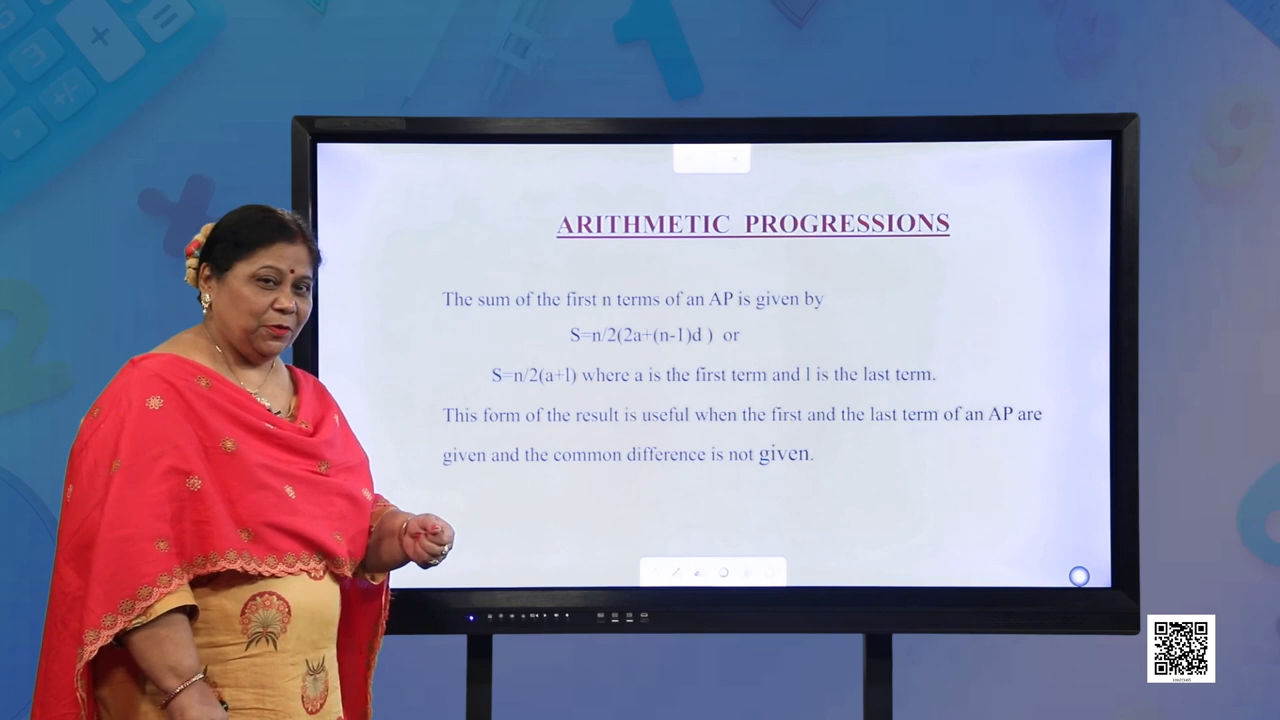 ARITHMETIC PROGRESSIONS
The sum of the first n terms of an AP is given by
S=n/2(2a+(n-1)d ) or
S=n/2(a+l) where a is the first term and l is the last term.
This form of the result is useful when the first and the last term of an AP are
given and the common difference is not given.